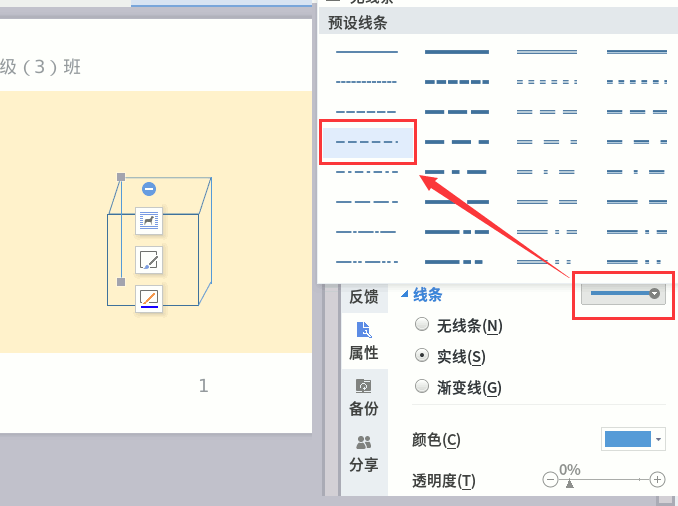 无线条
预设线条
级（3）班
1
反馈
属性
备份
分享
线条
无线条(N)
实线(S)
渐变线(G)
颜色(C)
透明度(T)
0%